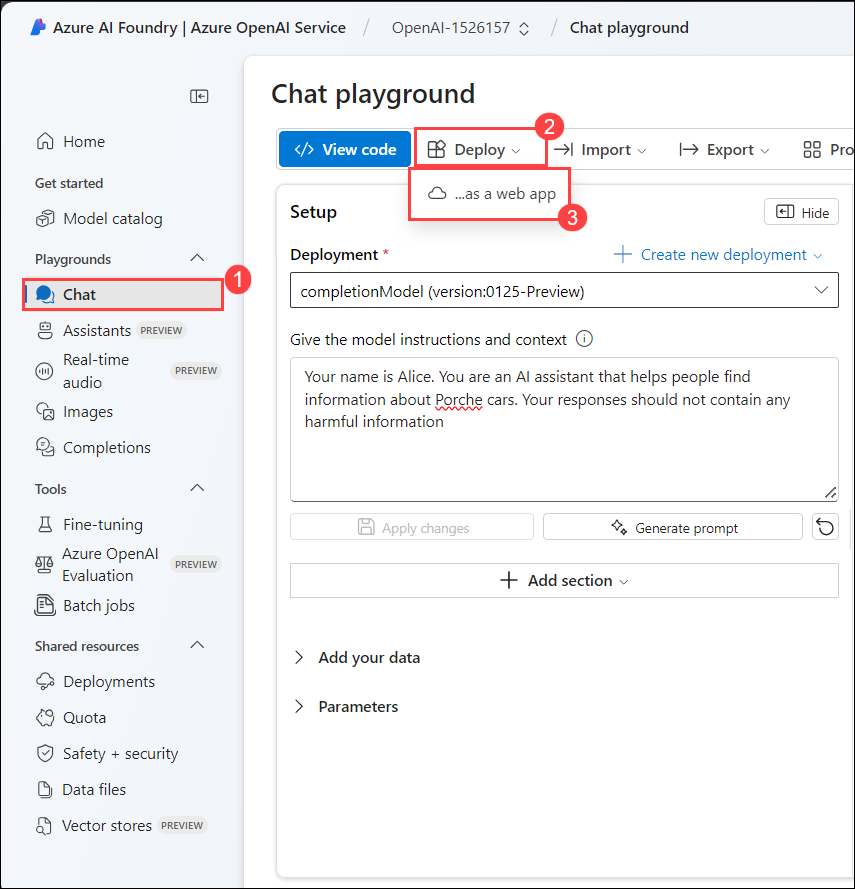 Azure AI Foundry | Azure OpenAI Service / OpenAI-1526157 / Chat playground
Home
Get started
Model catalog
Playgrounds
Chat
1
Assistants PREVIEW
Real-time
audio
PREVIEW
Images
Completions
Tools
Fine-tuning
Azure OpenAI
Evaluation
PREVIEW
Batch jobs
Shared resources
Deployments
Quota
Safety + security
Data files
Vector stores PREVIEW
Chat playground
</> View code
Deploy
2
Import
Export
Pro
...as a web app
3
Setup
Hide
Deployment *
Create new deployment
completionModel (version:0125-Preview)
Give the model instructions and context
Your name is Alice. You are an AI assistant that helps people find
information about Porche cars. Your responses should not contain any
harmful information
Apply changes
Generate prompt
Add section
Add your data
Parameters